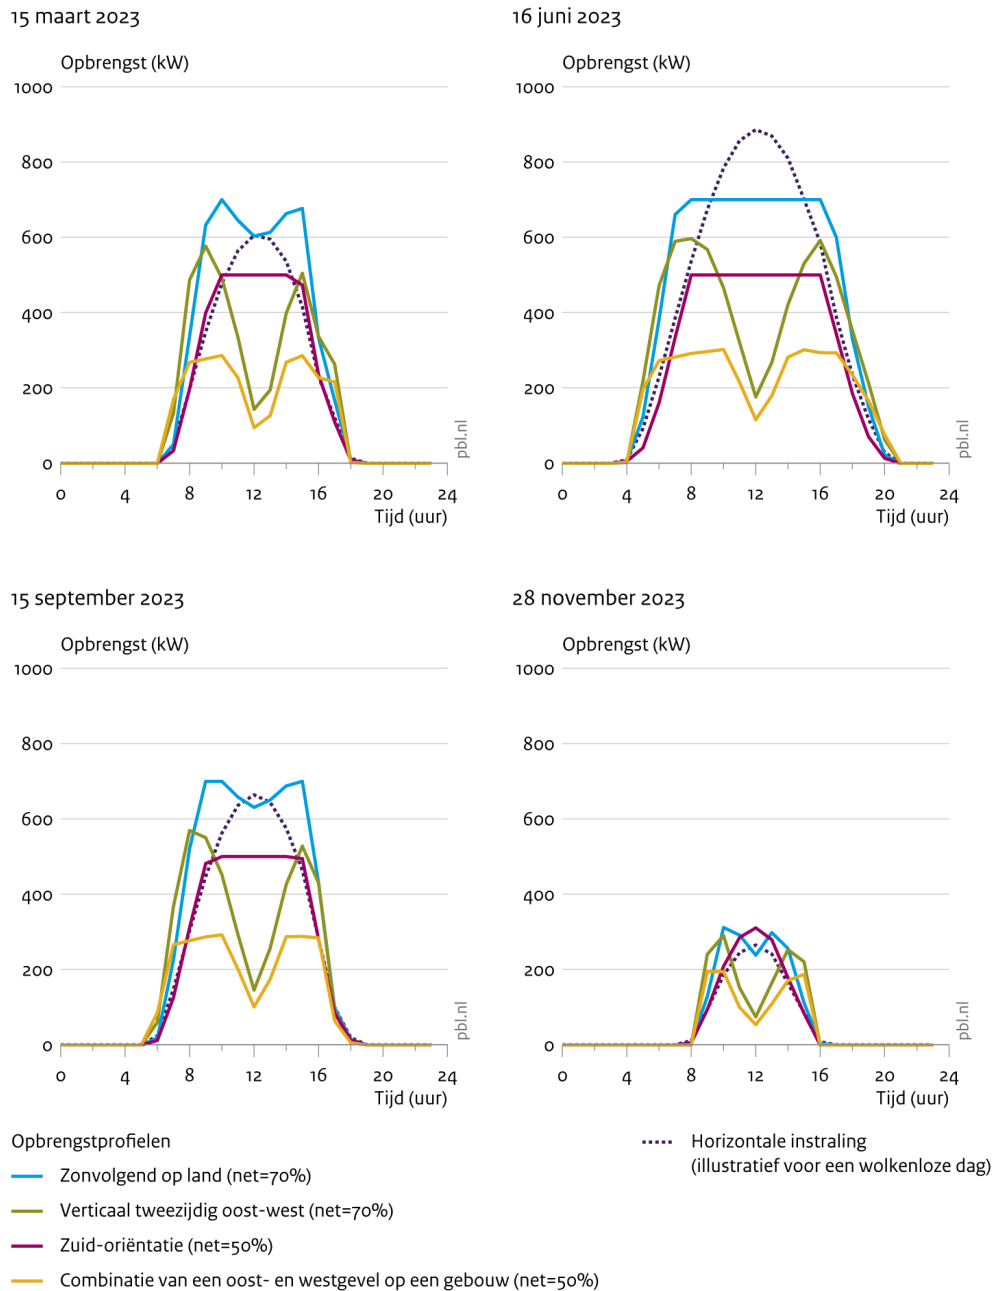 15 maart 2023
Opbrengst (kW)
1000
800
600
400
200
0
0 4 8 12 16 20 24
Tijd (uur)
pbl.nl
16 juni 2023
Opbrengst (kW)
1000
800
600
400
200
0
0 4 8 12 16 20 24
Tijd (uur)
pbl.nl
15 september 2023
Opbrengst (kW)
1000
800
600
400
200
0
0 4 8 12 16 20 24
Tijd (uur)
pbl.nl
28 november 2023
Opbrengst (kW)
1000
800
600
400
200
0
0 4 8 12 16 20 24
Tijd (uur)
pbl.nl
Opbrengstprofielen
Zonvolgend op land (net=70%)
Verticaal tweezijdig oost-west (net=70%)
Zuid-oriëntatie (net=50%)
Combinatie van een oost- en westgevel op een gebouw (net=50%)
Horizontale instraling
(illustratief voor een wolkenloze dag)